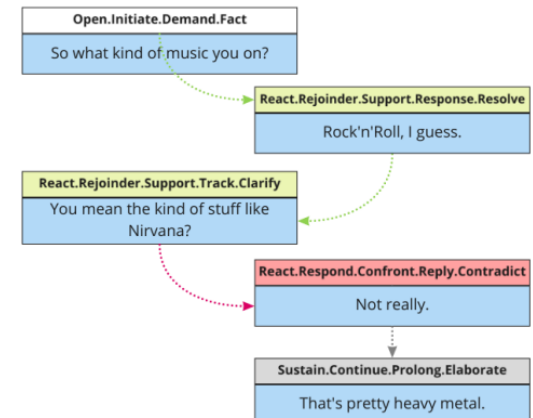 Open.Initiate.Demand.Fact
So what kind of music you on?
React.Rejoinder.Support.Response.Resolve
Rock'n'Roll, I guess.
React.Rejoinder.Support.Track.Clarify
You mean the kind of stuff like
Nirvana?
React.Respond.Confront.Reply.Contradict
Not really.
Sustain.Continue.Prolong.Elaborate
That's pretty heavy metal.